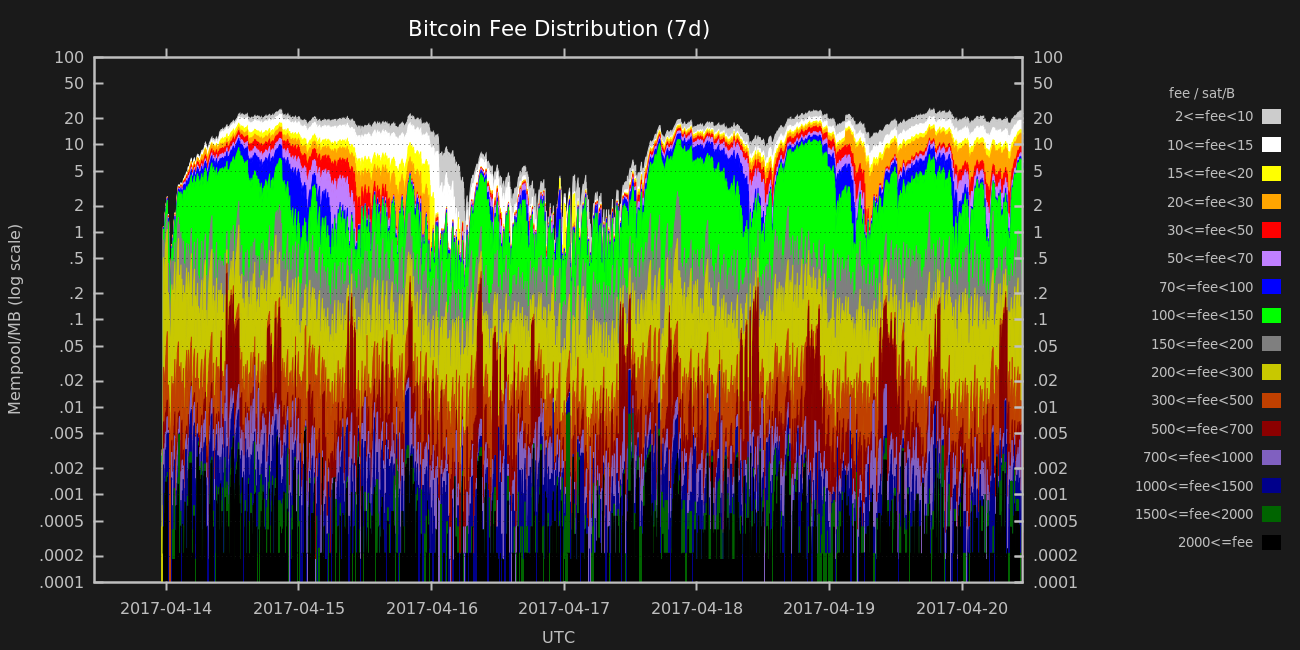 Bitcoin Fee Distribution (7d)
100
50
20
10
5
2
1
.5
.2
.1
.05
.02
.01
.005
.002
.001
.0005
.0002
.0001
Mempool/MB (log scale)
100
50
20
10
5
2
1
.5
.2
.1
.05
.02
.01
.005
.002
.001
.0005
.0002
.0001
2017-04-14 2017-04-15 2017-04-16 2017-04-17 2017-04-18 2017-04-19 2017-04-20
UTC
fee / sat/B
2<=fee<10
10<=fee<15
15<=fee<20
20<=fee<30
30<=fee<50
50<=fee<70
70<=fee<100
100<=fee<150
150<=fee<200
200<=fee<300
300<=fee<500
500<=fee<700
700<=fee<1000
1000<=fee<1500
1500<=fee<2000
2000<=fee